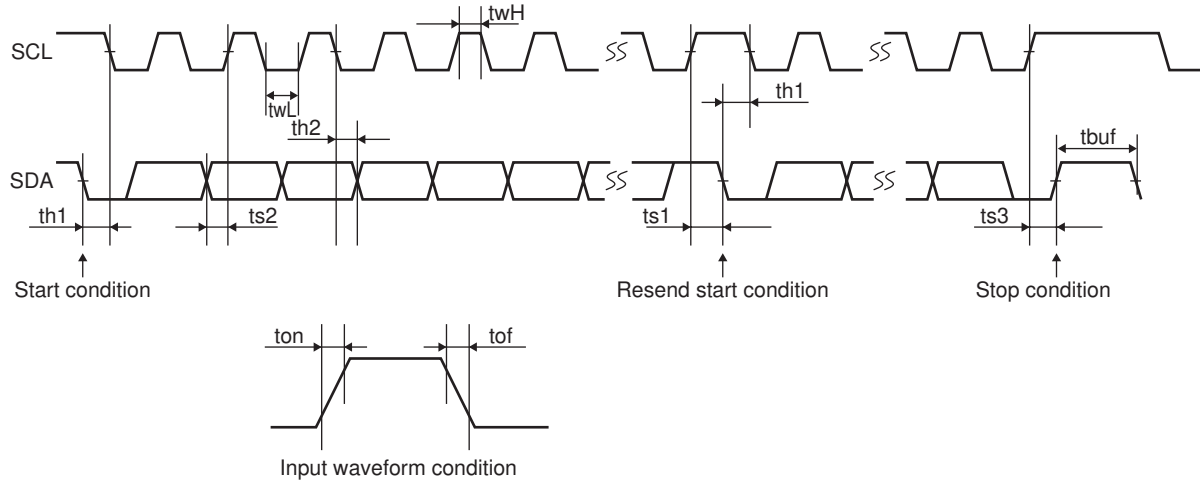 twH
SCL
th1
twL
th2
tbuf
SDA
th1
ts2
ts1
ts3
Start condition
Resend start condition
Stop condition
ton
tof
Input waveform condition